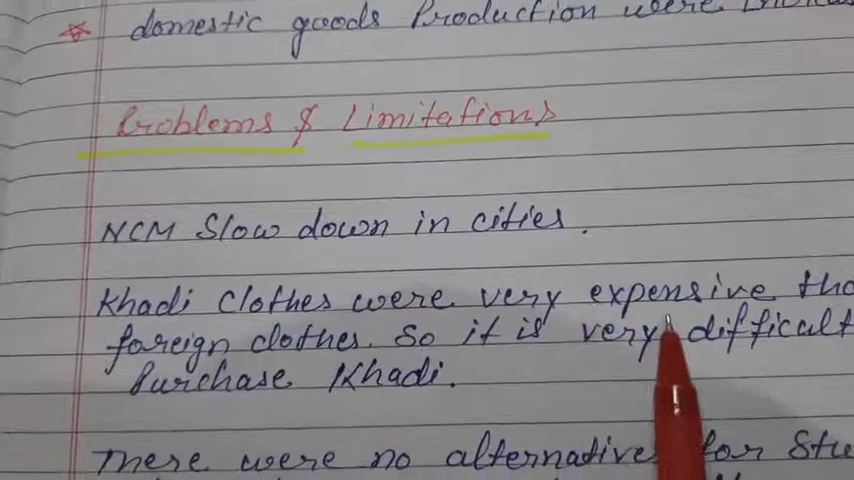 domestic goods Production were
Problems & Limitations
NCM Slow down in cities.
Khadi clothes were very expensive tha
foreign clothes. So it is very difficult
Purchase Khadi.
There were no alternative for Stu